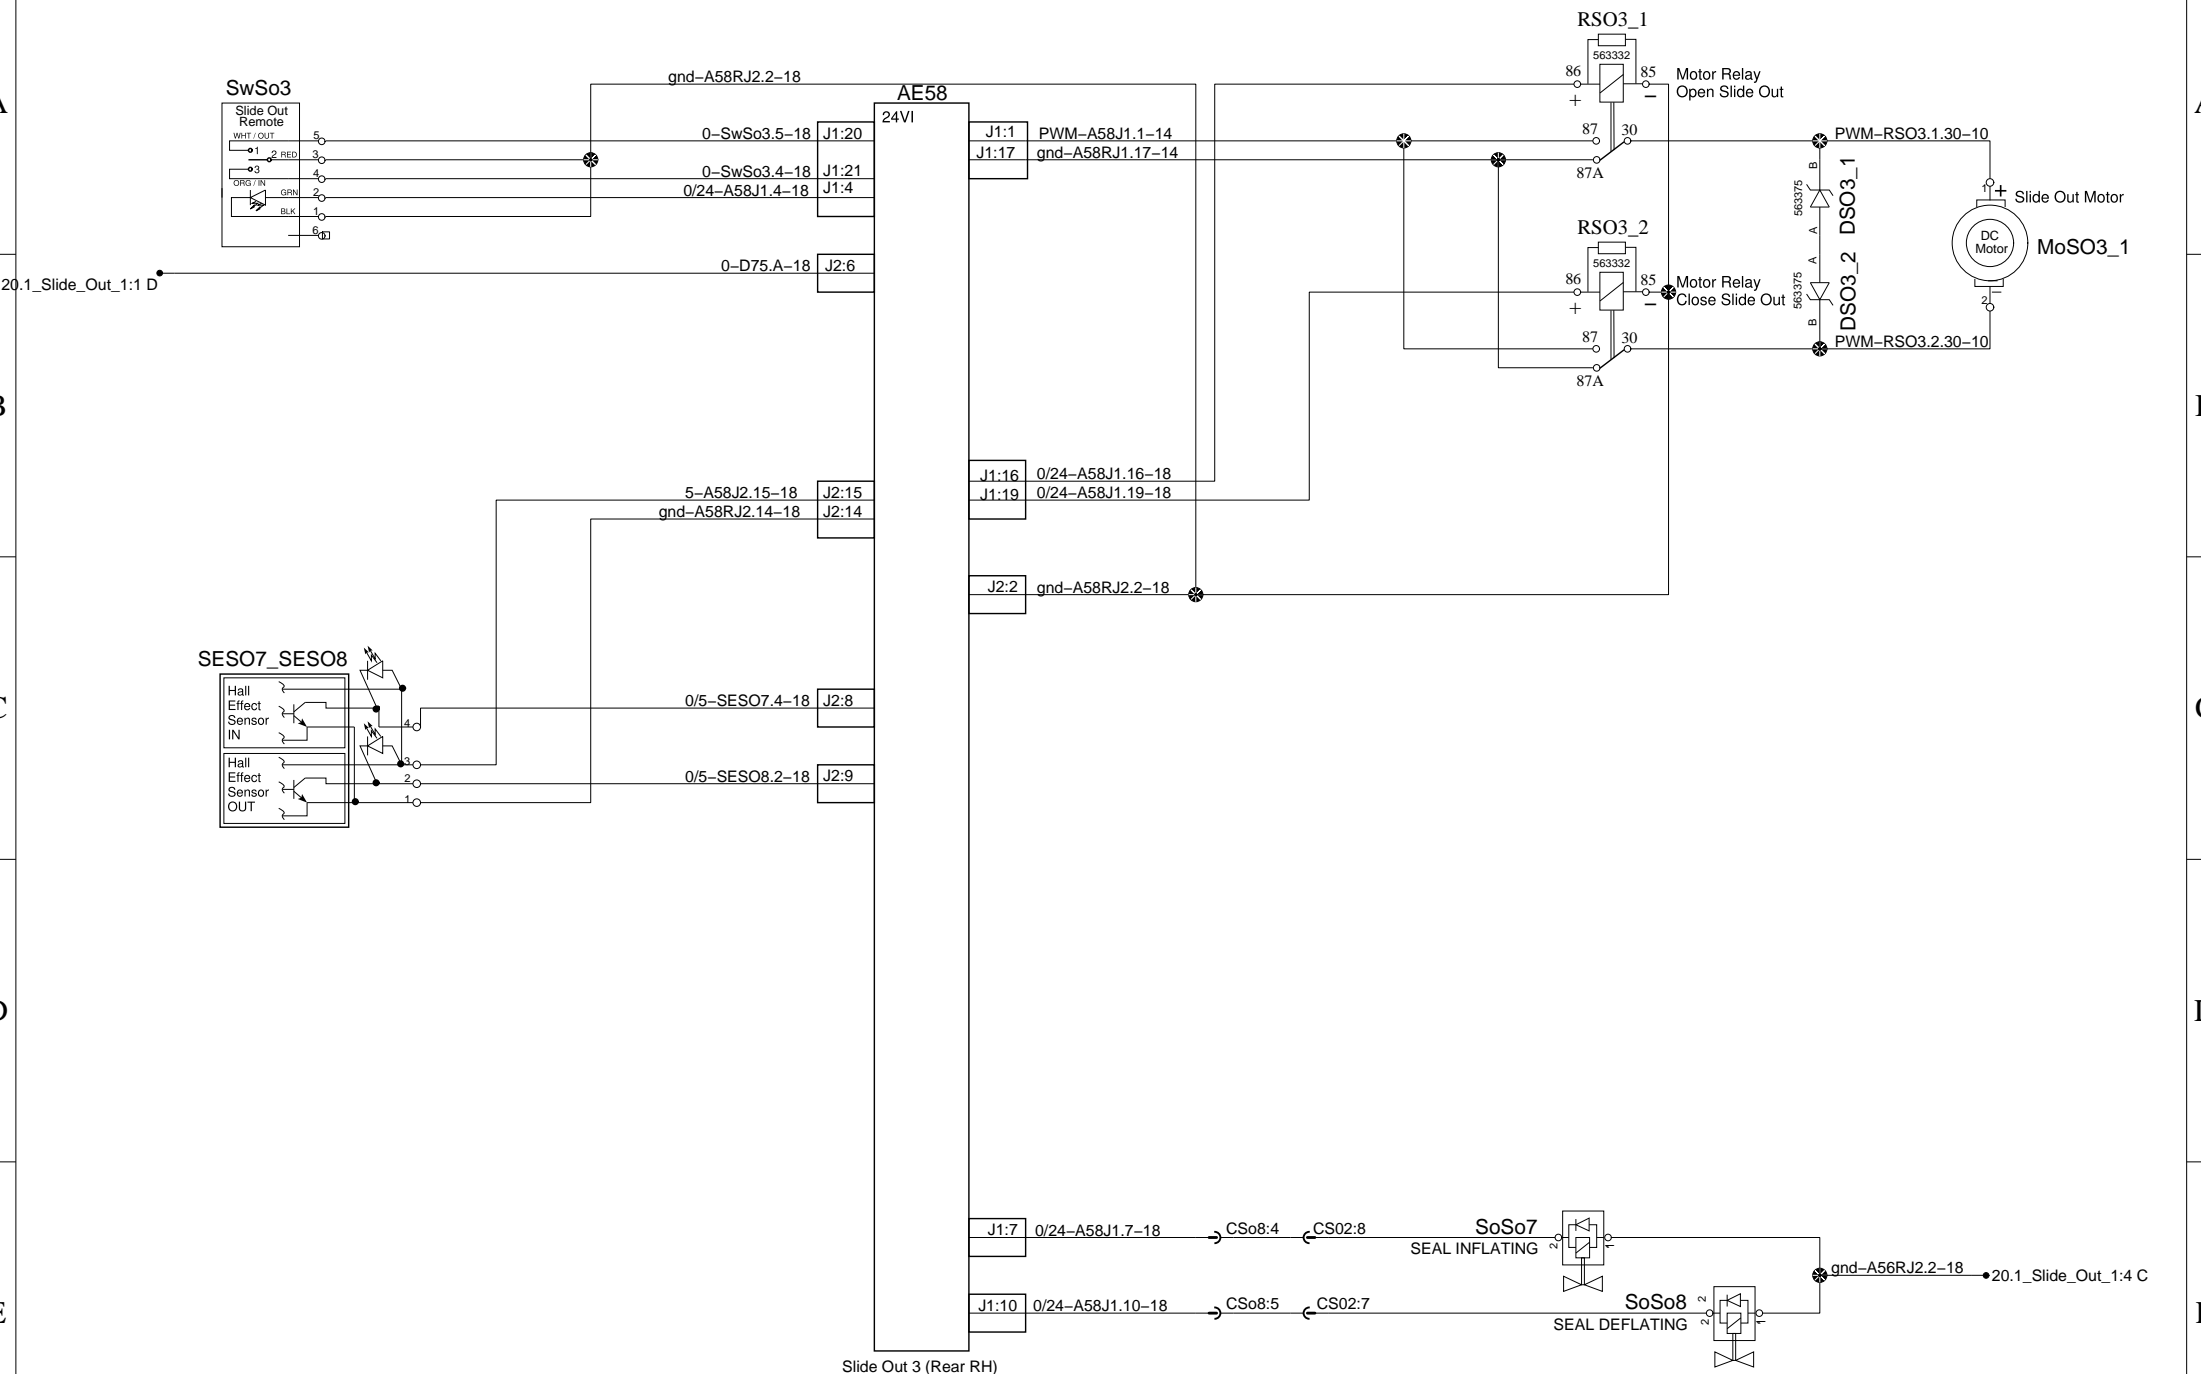 RSO3_1
563332
86
85
+
−
Motor Relay
Open Slide Out
87
30
87A
gnd−A58RJ2.2−18
SwSo3
Slide Out
Remote
WHT / OUT
1
2 RED
3
ORG / IN
GRN
BLK
5
3
4
2
1
6
AE58
24VI
0−SwSo3.5−18 J1:20
0−SwSo3.4−18 J1:21
0/24−A58J1.4−18 J1:4
J1:1 PWM−A58J1.1−14
J1:17 gnd−A58RJ1.17−14
PWM−RSO3.1.30−10
B
563375
DSO3_1
A
A
563375
DSO3_2
B
1
+
Slide Out Motor
DC
Motor
MoSO3_1
−
2
PWM−RSO3.2.30−10
RSO3_2
563332
86
85
+
−
Motor Relay
Close Slide Out
87
30
87A
20.1_Slide_Out_1:1 D
0−D75.A−18 J2:6
A
B
5−A58J2.15−18 J2:15
gnd−A58RJ2.14−18 J2:14
J1:16 0/24−A58J1.16−18
J1:19 0/24−A58J1.19−18
J2:2 gnd−A58RJ2.2−18
SESO7_SESO8
Hall
Effect
Sensor
IN
Hall
Effect
Sensor
OUT
4
3
2
1
C
0/5−SESO7.4−18 J2:8
0/5−SESO8.2−18 J2:9
D
J1:7 0/24−A58J1.7−18 CSo8:4 CS02:8
SoSo7
SEAL INFLATING
2
1
gnd−A56RJ2.2−18
20.1_Slide_Out_1:4 C
J1:10 0/24−A58J1.10−18 CSo8:5 CS02:7
SoSo8
SEAL DEFLATING
2
2
1
E
Slide Out 3 (Rear RH)